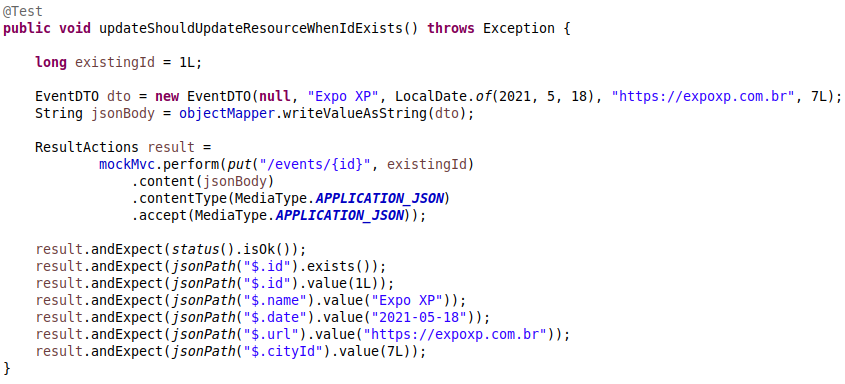 @Test
public void updateShouldUpdateResourceWhenIdExists() throws Exception {
long existingId = 1L;
EventDTO dto = new EventDTO(null, "Expo XP", LocalDate.of(2021, 5, 18), "https://expoxp.com.br", 7L);
String jsonBody = objectMapper.writeValueAsString(dto);
ResultActions result =
mockMvc.perform(put("/events/{id}", existingId)
.content(jsonBody)
.contentType(MediaType.APPLICATION_JSON)
.accept(MediaType.APPLICATION_JSON));
result.andExpect(status().isOk());
result.andExpect(jsonPath("$.id").exists());
result.andExpect(jsonPath("$.id").value(1L));
result.andExpect(jsonPath("$.name").value("Expo XP"));
result.andExpect(jsonPath("$.date").value("2021-05-18"));
result.andExpect(jsonPath("$.url").value("https://expoxp.com.br"));
result.andExpect(jsonPath("$.cityId").value(7L));
}